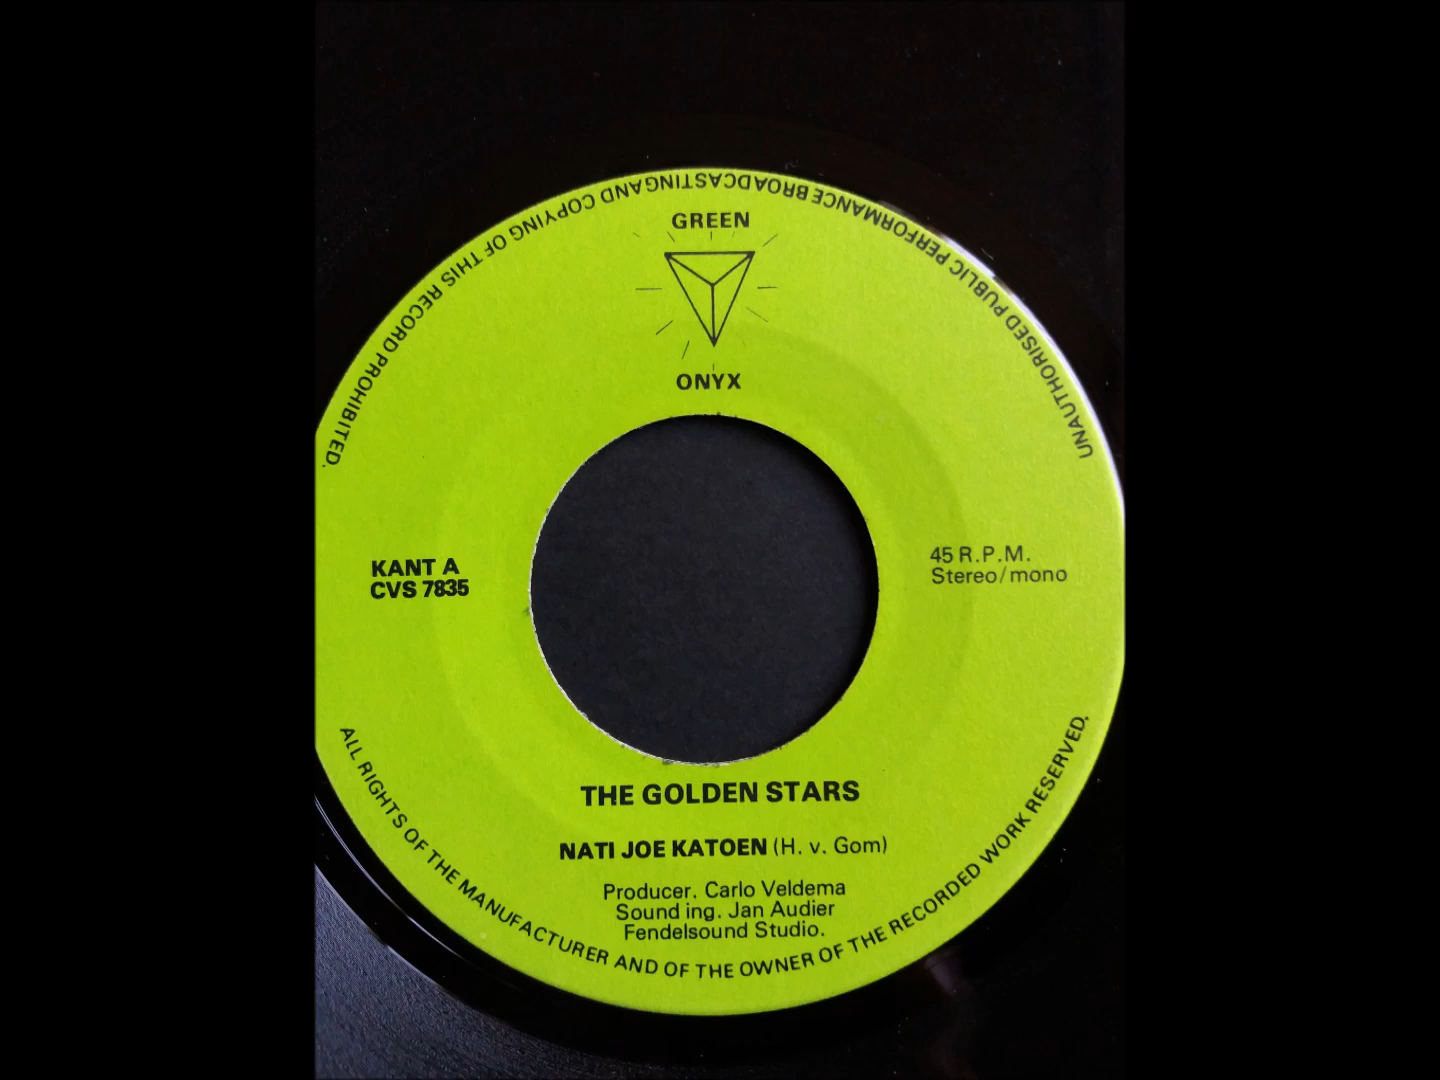 UNAUTHORISED PUBLIC PERFORMANCE BROADCASTING AND COPYING OF THIS RECORD PROHIBITED.
GREEN
ONYX
KANT A
CVS 7835
45 R.P.M.
Stereo/mono
THE GOLDEN STARS
NATI JOE KATOEN (H. v. Gom)
Producer. Carlo Veldema
Sound ing. Jan Audier
Fendelsound Studio.
ALL RIGHTS OF THE MANUFACTURER AND OF THE OWNER OF THE RECORDED WORK RESERVED.